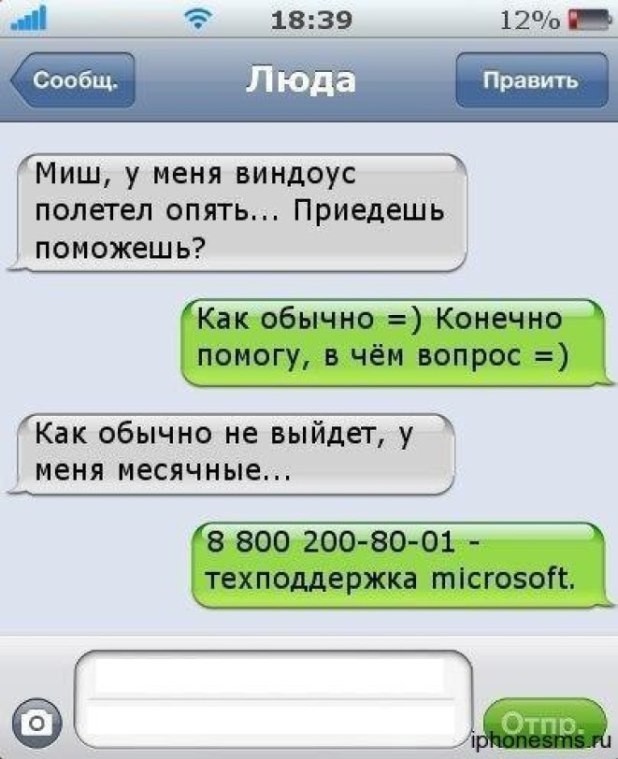 18:39 12%
Сообщ. Люда Править
Миш, у меня виндоус
полетел опять... Приедешь
поможешь?
Как обычно =) Конечно
помогу, в чём вопрос =)
Как обычно не выйдет, у
меня месячные...
8 800 200-80-01 -
техподдержка microsoft.
Отпр.
iphonesms.ru